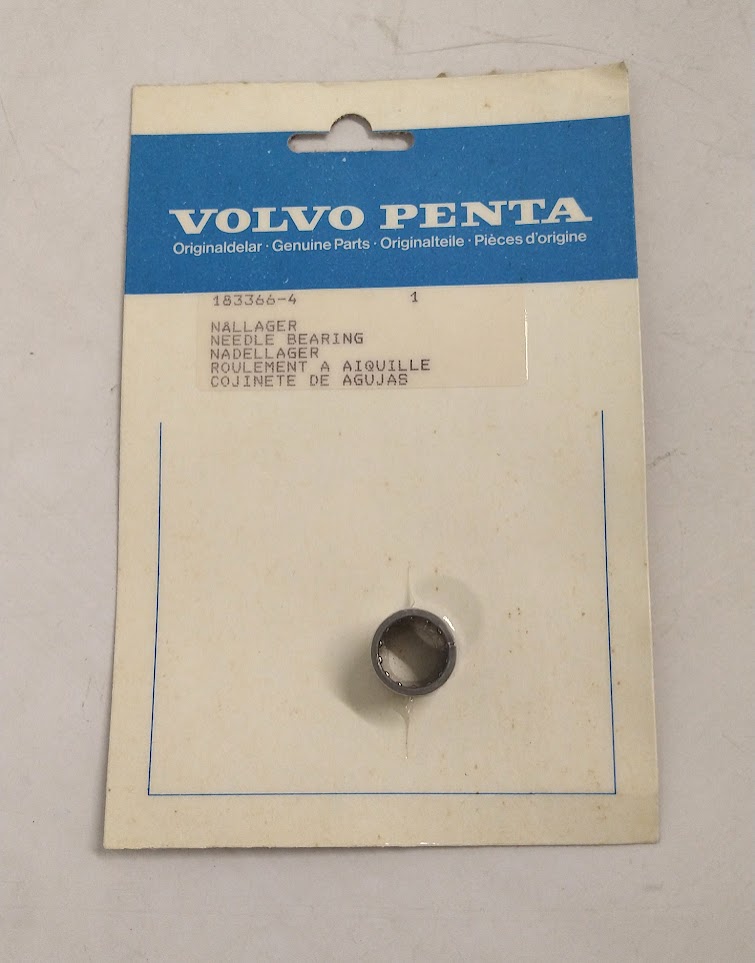 VOLVO PENTA
Originaldelar · Genuine Parts · Originalteile · Pièces d'origine
183366-4 1
NÅLLAGER
NEEDLE BEARING
NADELLAGER
ROULEMENT A AIQUILLE
COJINETE DE AGUJAS